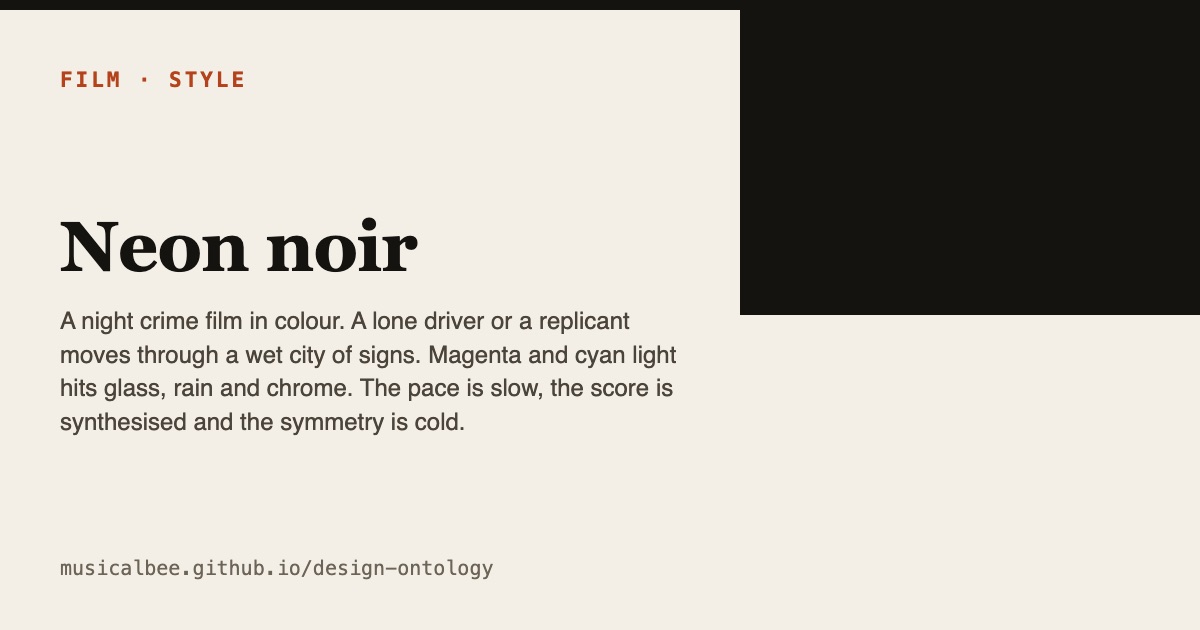 FILM · STYLE
Neon noir
A night crime film in colour. A lone driver or a replicant
moves through a wet city of signs. Magenta and cyan light
hits glass, rain and chrome. The pace is slow, the score is
synthesised and the symmetry is cold.
musicalbee.github.io/design-ontology